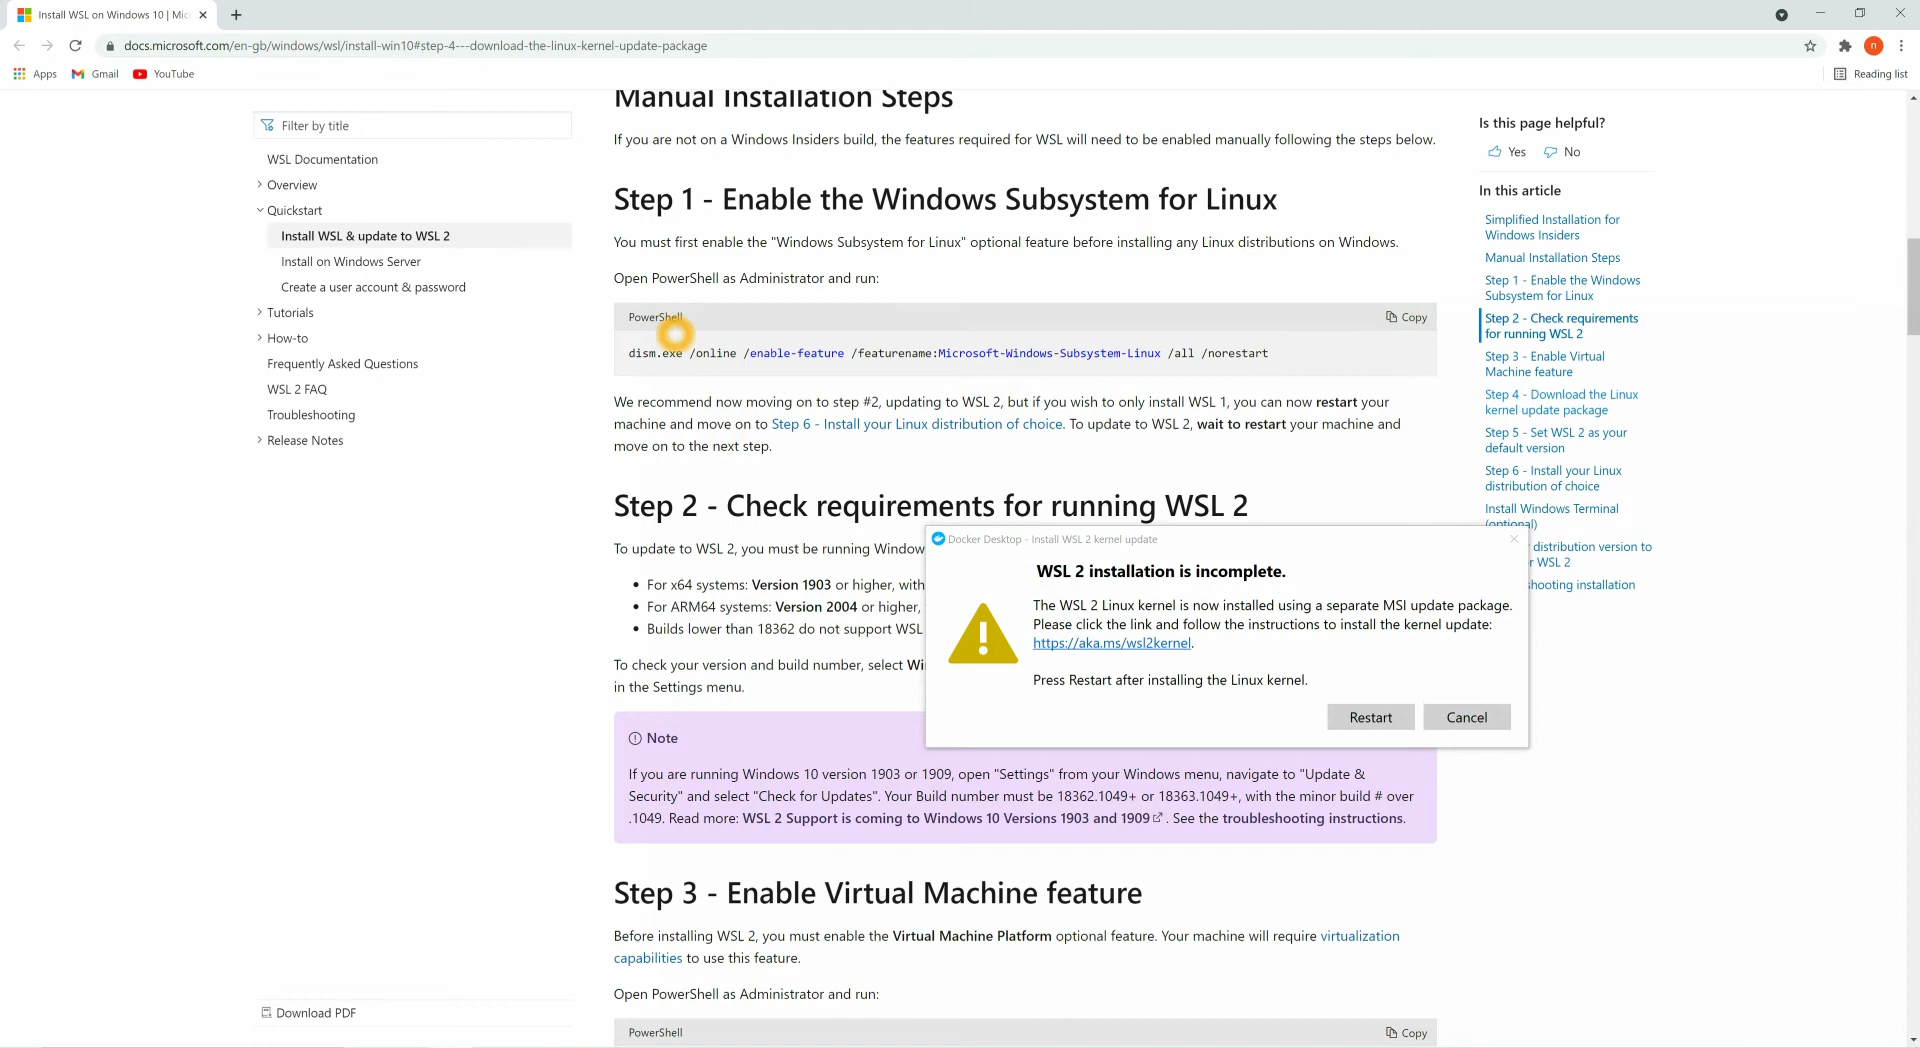 Install WSL on Windows 10 | Mic
docs.microsoft.com/en-gb/windows/wsl/install-win10#step-4---download-the-linux-kernel-update-package
n
Apps
Gmail
YouTube
Reading list
Filter by title
WSL Documentation
Overview
Quickstart
Install WSL & update to WSL 2
Install on Windows Server
Create a user account & password
Tutorials
How-to
Frequently Asked Questions
WSL 2 FAQ
Troubleshooting
Release Notes
Download PDF
Manual Installation Steps
If you are not on a Windows Insiders build, the features required for WSL will need to be enabled manually following the steps below.
Step 1 - Enable the Windows Subsystem for Linux
You must first enable the "Windows Subsystem for Linux" optional feature before installing any Linux distributions on Windows.
Open PowerShell as Administrator and run:
PowerShell
Copy
dism.exe /online /enable-feature /featurename:Microsoft-Windows-Subsystem-Linux /all /norestart
We recommend now moving on to step #2, updating to WSL 2, but if you wish to only install WSL 1, you can now restart your
machine and move on to Step 6 - Install your Linux distribution of choice. To update to WSL 2, wait to restart your machine and
move on to the next step.
Step 2 - Check requirements for running WSL 2
To update to WSL 2, you must be running Window
• For x64 systems: Version 1903 or higher, with
• For ARM64 systems: Version 2004 or higher,
• Builds lower than 18362 do not support WSL
To check your version and build number, select Wi
in the Settings menu.
Note
If you are running Windows 10 version 1903 or 1909, open "Settings" from your Windows menu, navigate to "Update &
Security" and select "Check for Updates". Your Build number must be 18362.1049+ or 18363.1049+, with the minor build # over
.1049. Read more: WSL 2 Support is coming to Windows 10 Versions 1903 and 1909. See the troubleshooting instructions.
Step 3 - Enable Virtual Machine feature
Before installing WSL 2, you must enable the Virtual Machine Platform optional feature. Your machine will require virtualization
capabilities to use this feature.
Open PowerShell as Administrator and run:
PowerShell
Copy
Docker Desktop - Install WSL 2 kernel update
WSL 2 installation is incomplete.
The WSL 2 Linux kernel is now installed using a separate MSI update package.
Please click the link and follow the instructions to install the kernel update:
https://aka.ms/wsl2kernel.
Press Restart after installing the Linux kernel.
Restart
Cancel
Is this page helpful?
Yes
No
In this article
Simplified Installation for
Windows Insiders
Manual Installation Steps
Step 1 - Enable the Windows
Subsystem for Linux
Step 2 - Check requirements
for running WSL 2
Step 3 - Enable Virtual
Machine feature
Step 4 - Download the Linux
kernel update package
Step 5 - Set WSL 2 as your
default version
Step 6 - Install your Linux
distribution of choice
Install Windows Terminal
(optional)
distribution version to
WSL 2
hooting installation